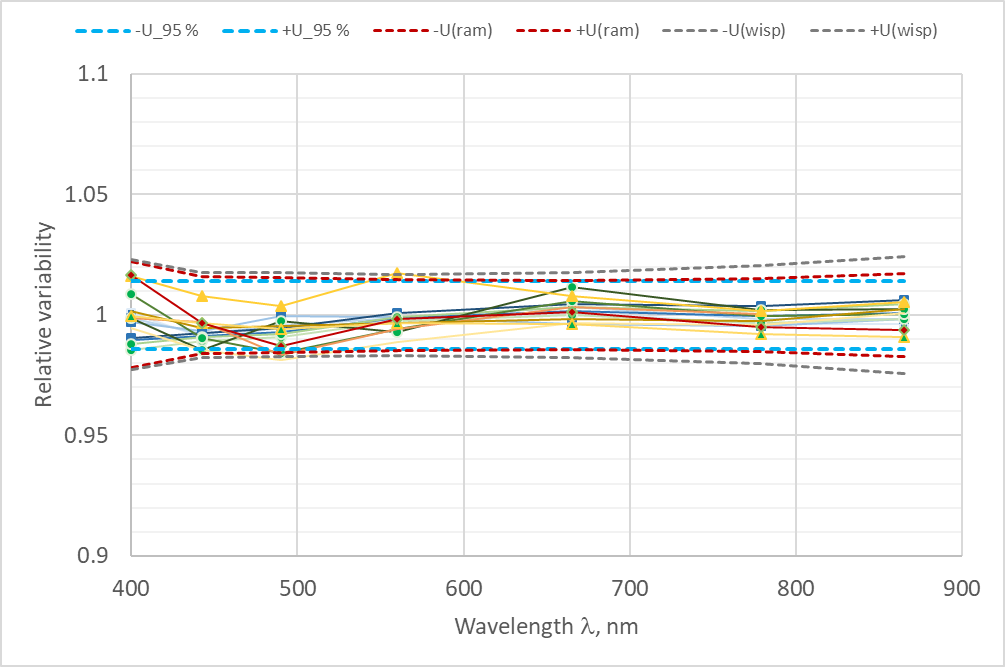 -U_95 % +U_95 % -U(ram) +U(ram) -U(wisp) +U(wisp)
1.1
1.05
1
0.95
0.9
Relative variability
400 500 600 700 800 900
Wavelength λ, nm